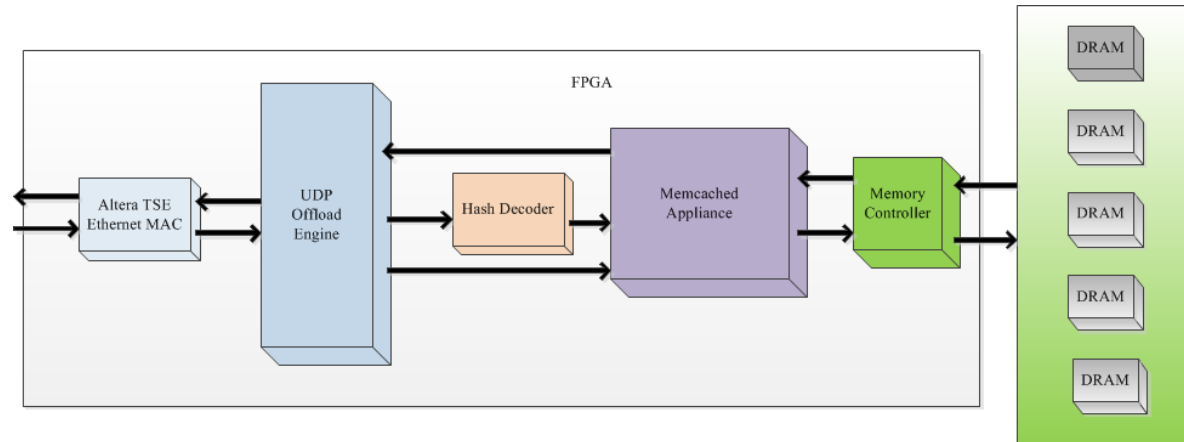 FPGA
Altera TSE
Ethernet MAC
UDP
Offload
Engine
Hash Decoder
Memcached
Appliance
Memory
Controller
DRAM
DRAM
DRAM
DRAM
DRAM